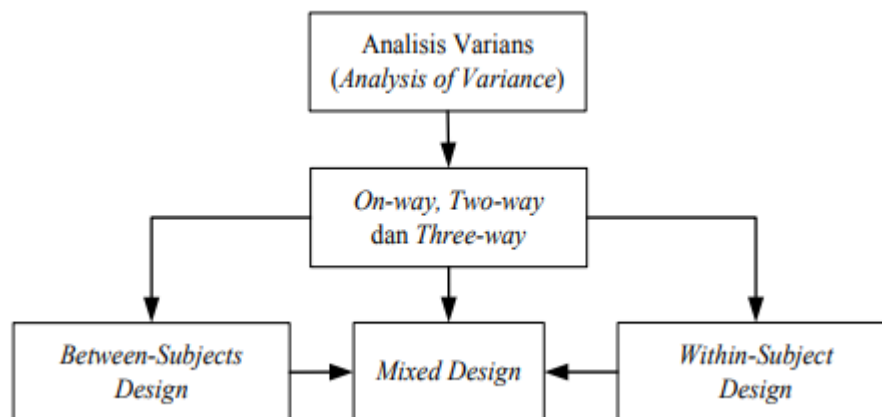 Analisis Varians
(Analysis of Variance)
On-way, Two-way
dan Three-way
Between-Subjects
Design
Mixed Design
Within-Subject
Design